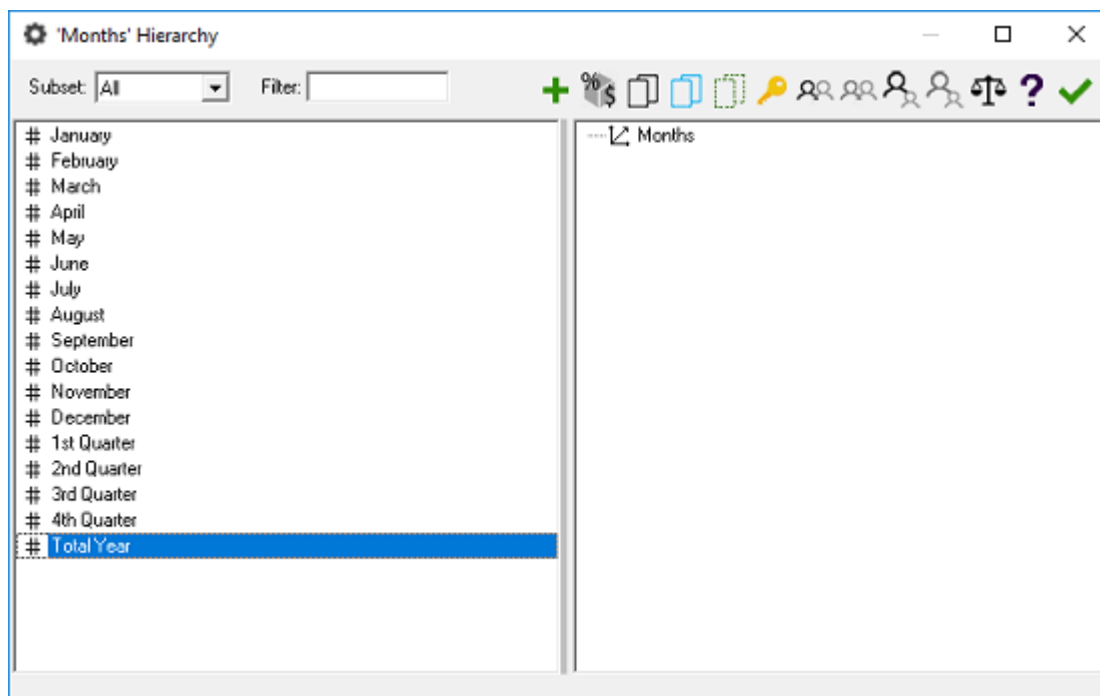 'Months' Hierarchy
Subset: All Filter:
% $ ?
# January
# February
# March
# April
# May
# June
# July
# August
# September
# October
# November
# December
# 1st Quarter
# 2nd Quarter
# 3rd Quarter
# 4th Quarter
# Total Year
Months